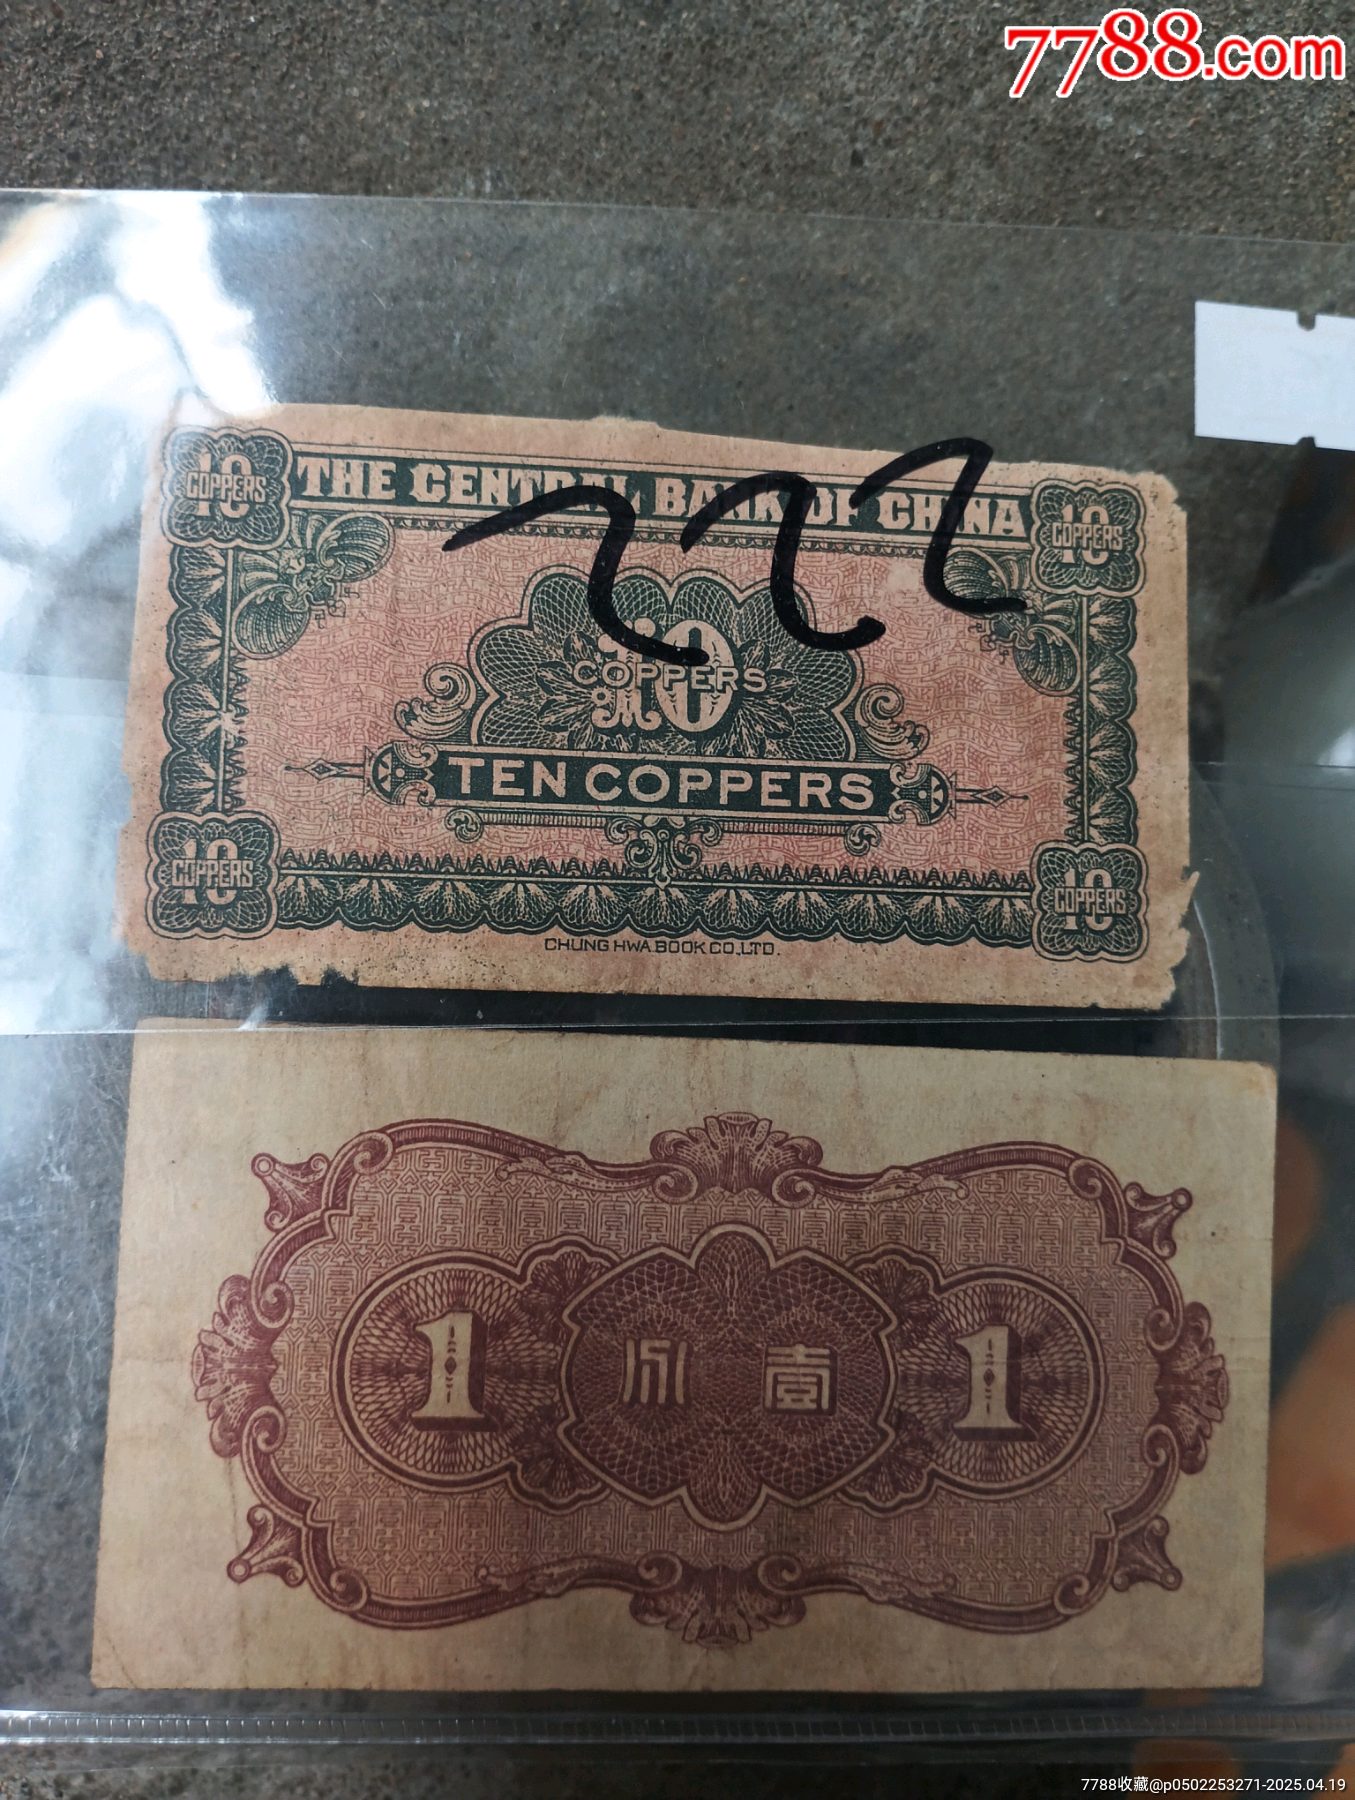 7788.com
10
COPPERS
THE CENTRAL BANK OF CHINA
10
COPPERS
10
COPPERS
TEN COPPERS
10
COPPERS
10
COPPERS
CHUNG HWA BOOK CO., LTD.
1 分 壹 1
7788收藏@p0502253271-2025.04.19